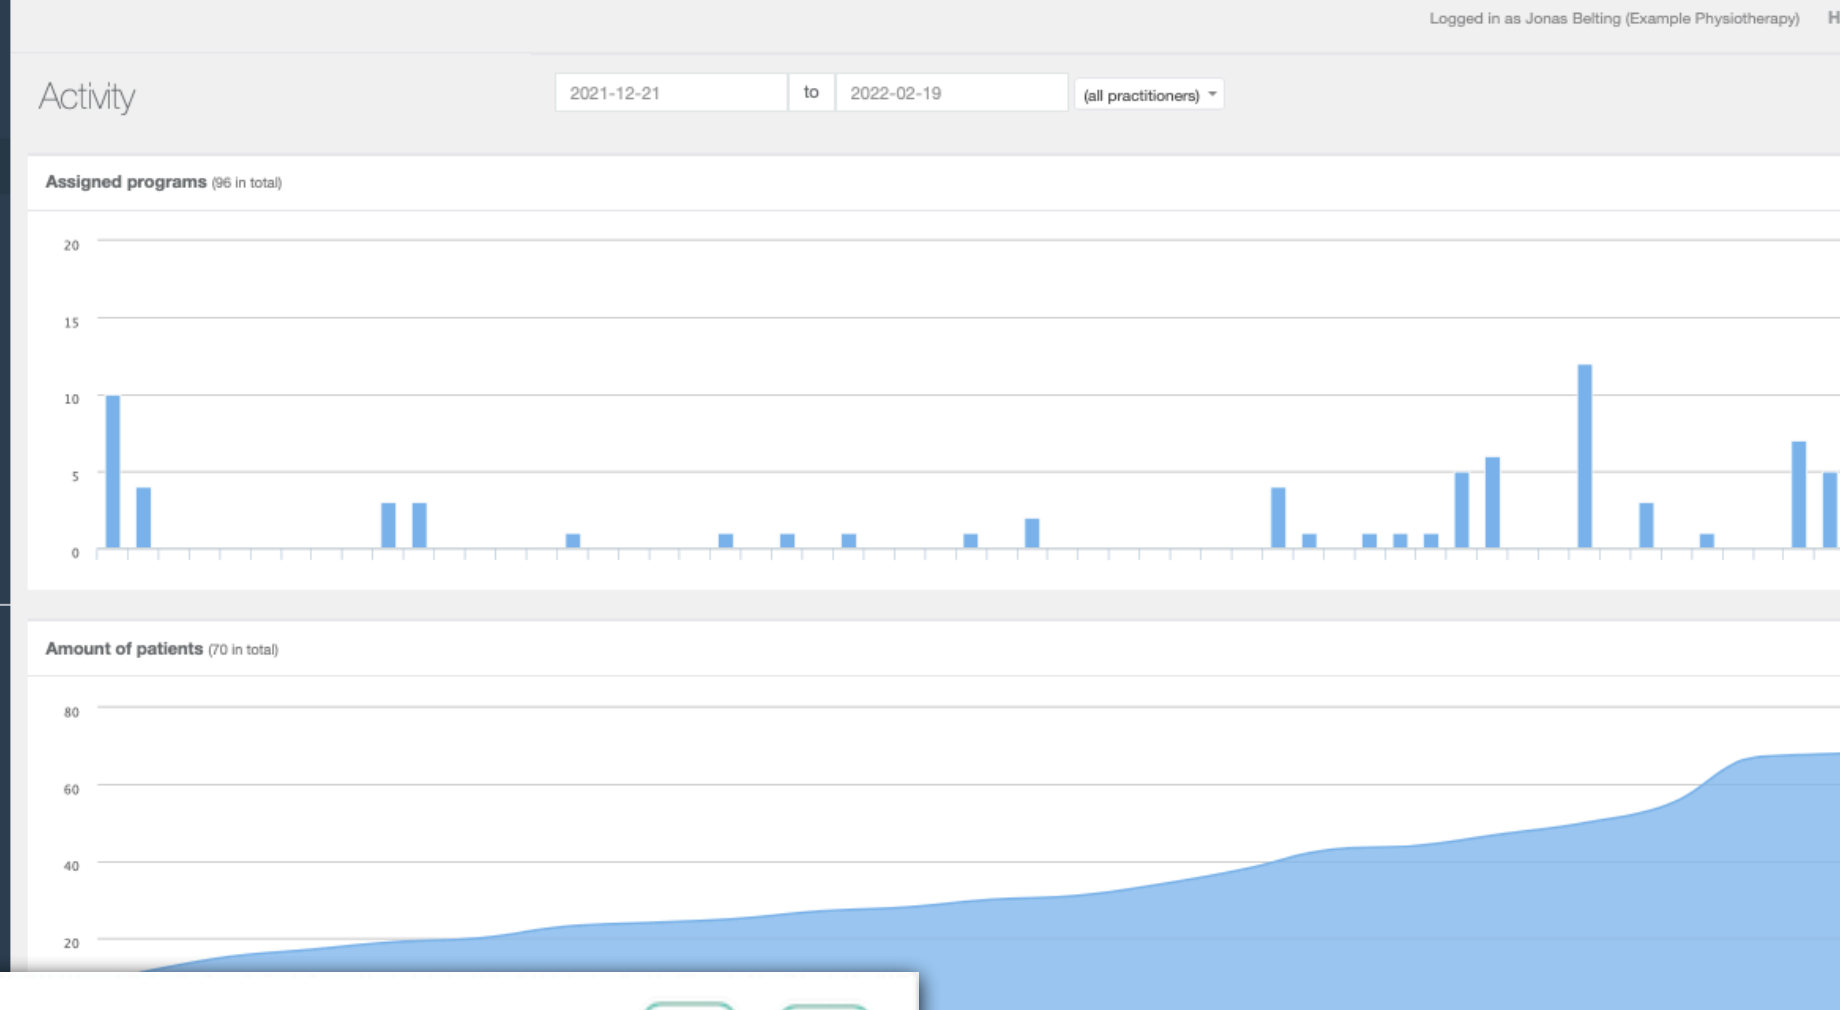 Logged in as Jonas Belting (Example Physiotherapy)
Activity
2021-12-21 to 2022-02-19 (all practitioners)
Assigned programs (96 in total)
20
15
10
5
0
Amount of patients (70 in total)
80
60
40
20